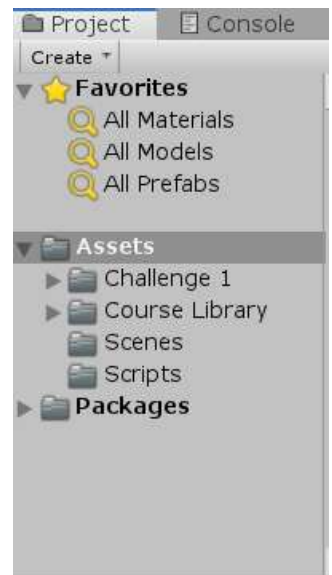 Project Console
Create
Favorites
All Materials
All Models
All Prefabs
Assets
Challenge 1
Course Library
Scenes
Scripts
Packages